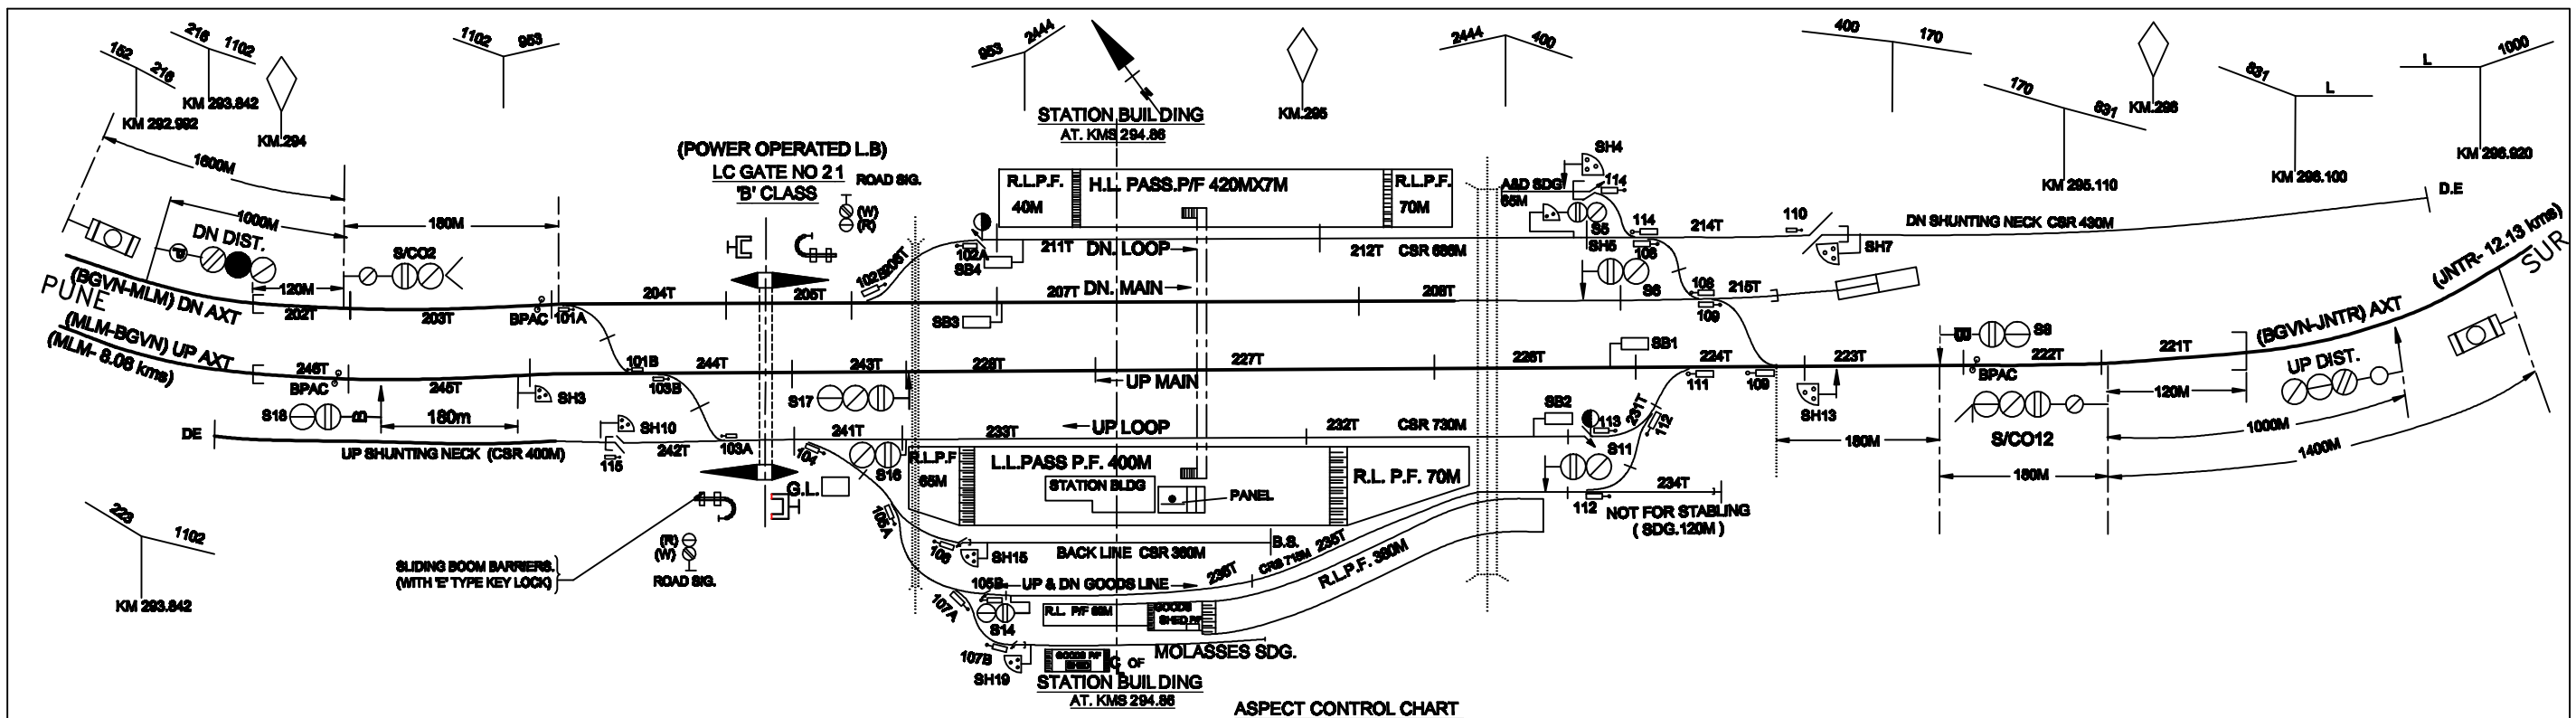 152
216
KM 292.992
216
1102
KM 293.842
KM.294
1102
953
953
2444
STATION BUILDING
AT. KMS 294.86
N
KM.295
2444
400
400
170
170
831
KM.295.110
KM.296
831
L
KM 296.100
L
1000
KM 296.920
1600M
1000M
DN DIST.
P
180M
120M
S/CO2
(POWER OPERATED L.B)
LC GATE NO 21
'B' CLASS
ROAD SIG.
(W)
(R)
R.L.P.F.
40M
H.L. PASS.P/F 420MX7M
R.L.P.F.
70M
SH4
A&D SDG
65M
114
S5
SH5
114
108
214T
110
DN SHUNTING NECK CSR 430M
D.E
SH7
(BGVN-MLM) DN AXT
PUNE
(MLM-BGVN) UP AXT
(MLM- 8.08 kms)
202T
203T
BPAC
101A
204T
205T
102B
206T
102A
SB4
211T
DN. LOOP
212T
CSR 686M
207T
DN. MAIN
208T
S6
108
109
215T
SB3
(JNTR- 12.13 kms)
SUR
(BGVN-JNTR) AXT
246T
BPAC
245T
101B
103B
244T
243T
226T
227T
UP MAIN
225T
SB1
224T
111
109
223T
SH13
S9
B
BPAC
222T
221T
UP DIST.
120M
1000M
1400M
S18
B
180m
SH3
S17
SB2
113
231T
112
180M
180M
S/CO12
DE
UP SHUNTING NECK (CSR 400M)
SH10
115
242T
103A
241T
104
S16
233T
UP LOOP
232T
CSR 730M
S11
R.L.P.F
65M
L.L.PASS P.F. 400M
STATION BLDG
PANEL
R.L. P.F. 70M
112
234T
NOT FOR STABLING
( SDG.120M )
G.L.
105A
106
SH15
BACK LINE CSR 360M
B.S.
235T
236T
R.L.P.F. 380M
105B
UP & DN GOODS LINE
223
1102
KM 293.842
SLIDING BOOM BARRIERS.
(WITH 'E' TYPE KEY LOCK)
(R)
(W)
ROAD SIG.
107A
S14
GOODS
107B
SH19
OF
MOLASSES SDG.
STATION BUILDING
AT. KMS 294.86
ASPECT CONTROL CHART